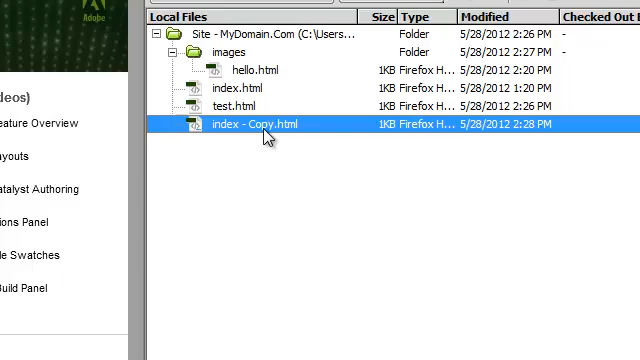 Adobe
Local Files Size Type Modified Checked Out B
Site - MyDomain.Com (C:\Users... Folder 5/28/2012 2:26 PM -
images Folder 5/28/2012 2:27 PM -
hello.html 1KB Firefox H... 5/28/2012 2:26 PM
index.html 1KB Firefox H... 5/28/2012 1:20 PM
test.html 1KB Firefox H... 5/28/2012 2:26 PM
index - Copy.html 1KB Firefox H... 5/28/2012 2:28 PM
deos)
eature Overview
ayouts
atalyst Authoring
ions Panel
le Swatches
Build Panel